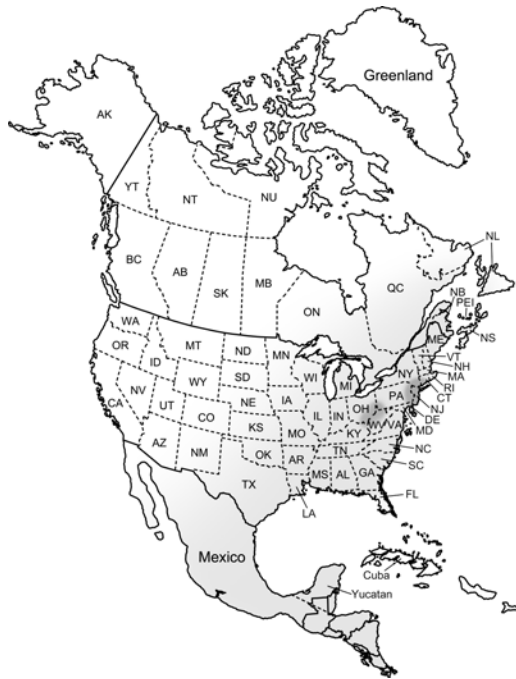 Greenland
AK
YT
NT
NU
NL
BC
AB
SK
MB
ON
QC
NB
PEI
NS
WA
OR
ID
MT
ND
MN
WI
MI
ME
VT
NH
MA
RI
CT
NY
NJ
PA
DE
MD
WY
SD
NE
IA
IL
IN
OH
WV
VA
CA
NV
UT
CO
KS
MO
KY
TN
NC
SC
AZ
NM
OK
AR
MS
AL
GA
TX
LA
FL
Mexico
Cuba
Yucatan